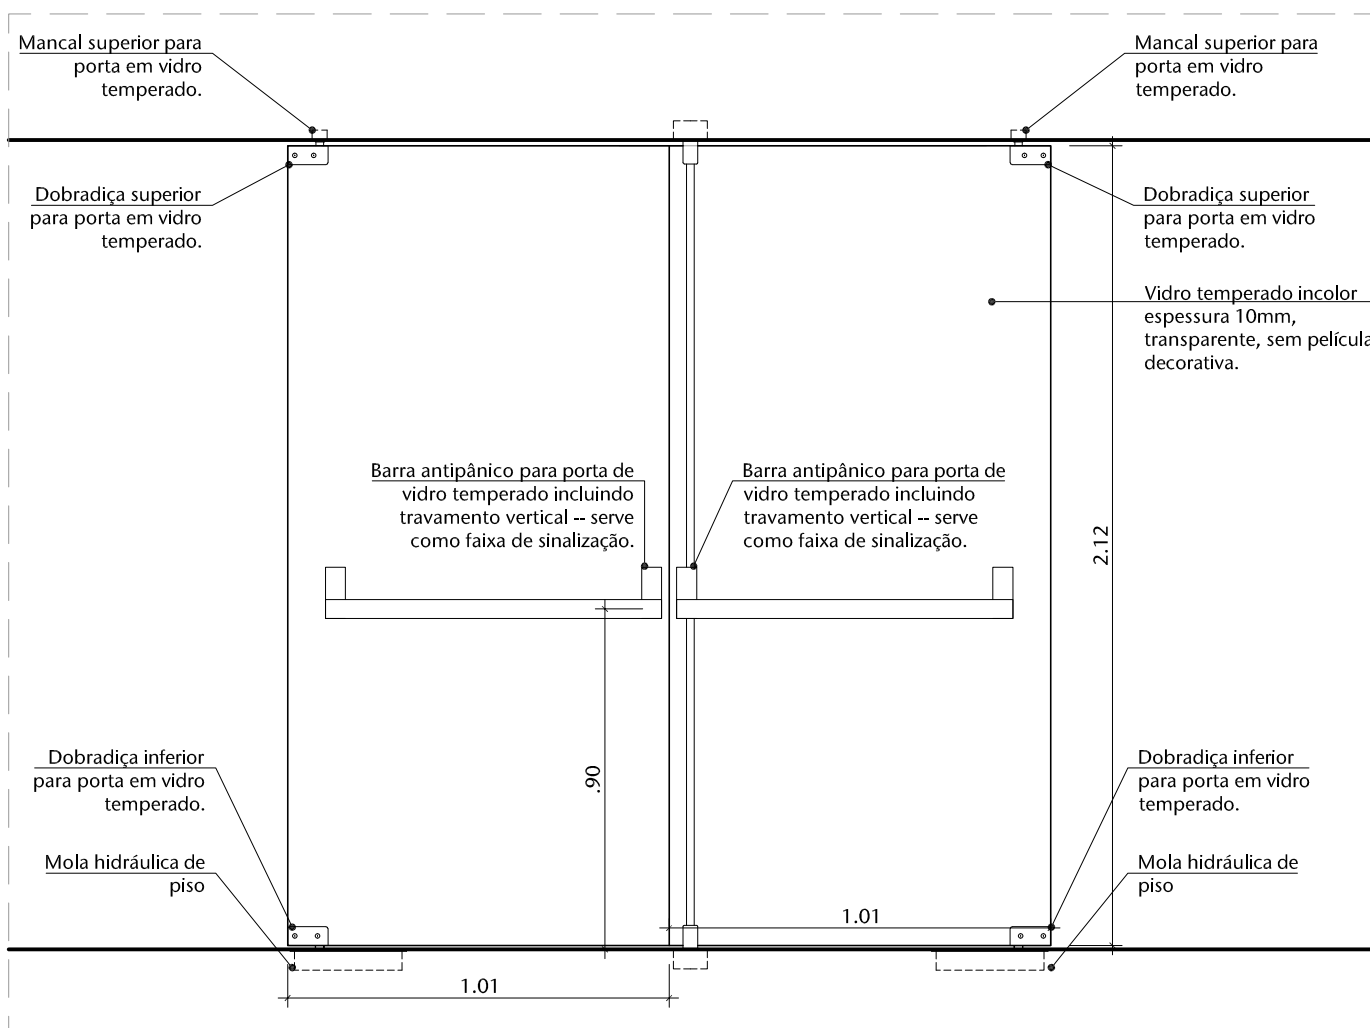 Mancal superior para
porta em vidro
temperado.
Mancal superior para
porta em vidro
temperado.
Dobradiça superior
para porta em vidro
temperado.
Dobradiça superior
para porta em vidro
temperado.
Vidro temperado incolor
espessura 10mm,
transparente, sem película
decorativa.
Barra antipânico para porta de
vidro temperado incluindo
travamento vertical -- serve
como faixa de sinalização.
Barra antipânico para porta de
vidro temperado incluindo
travamento vertical -- serve
como faixa de sinalização.
2.12
.90
Dobradiça inferior
para porta em vidro
temperado.
Dobradiça inferior
para porta em vidro
temperado.
Mola hidráulica de
piso
Mola hidráulica de
piso
1.01
1.01